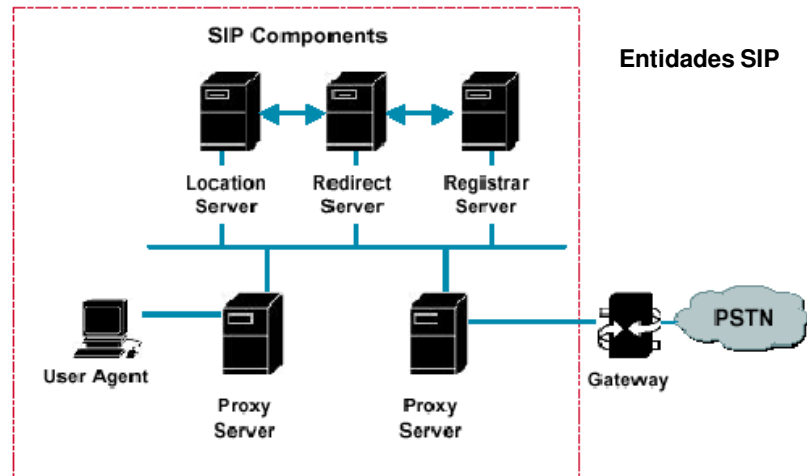 SIP Components
Entidades SIP
Location
Server
Redirect
Server
Registrar
Server
User Agent
Proxy
Server
Proxy
Server
Gateway
PSTN